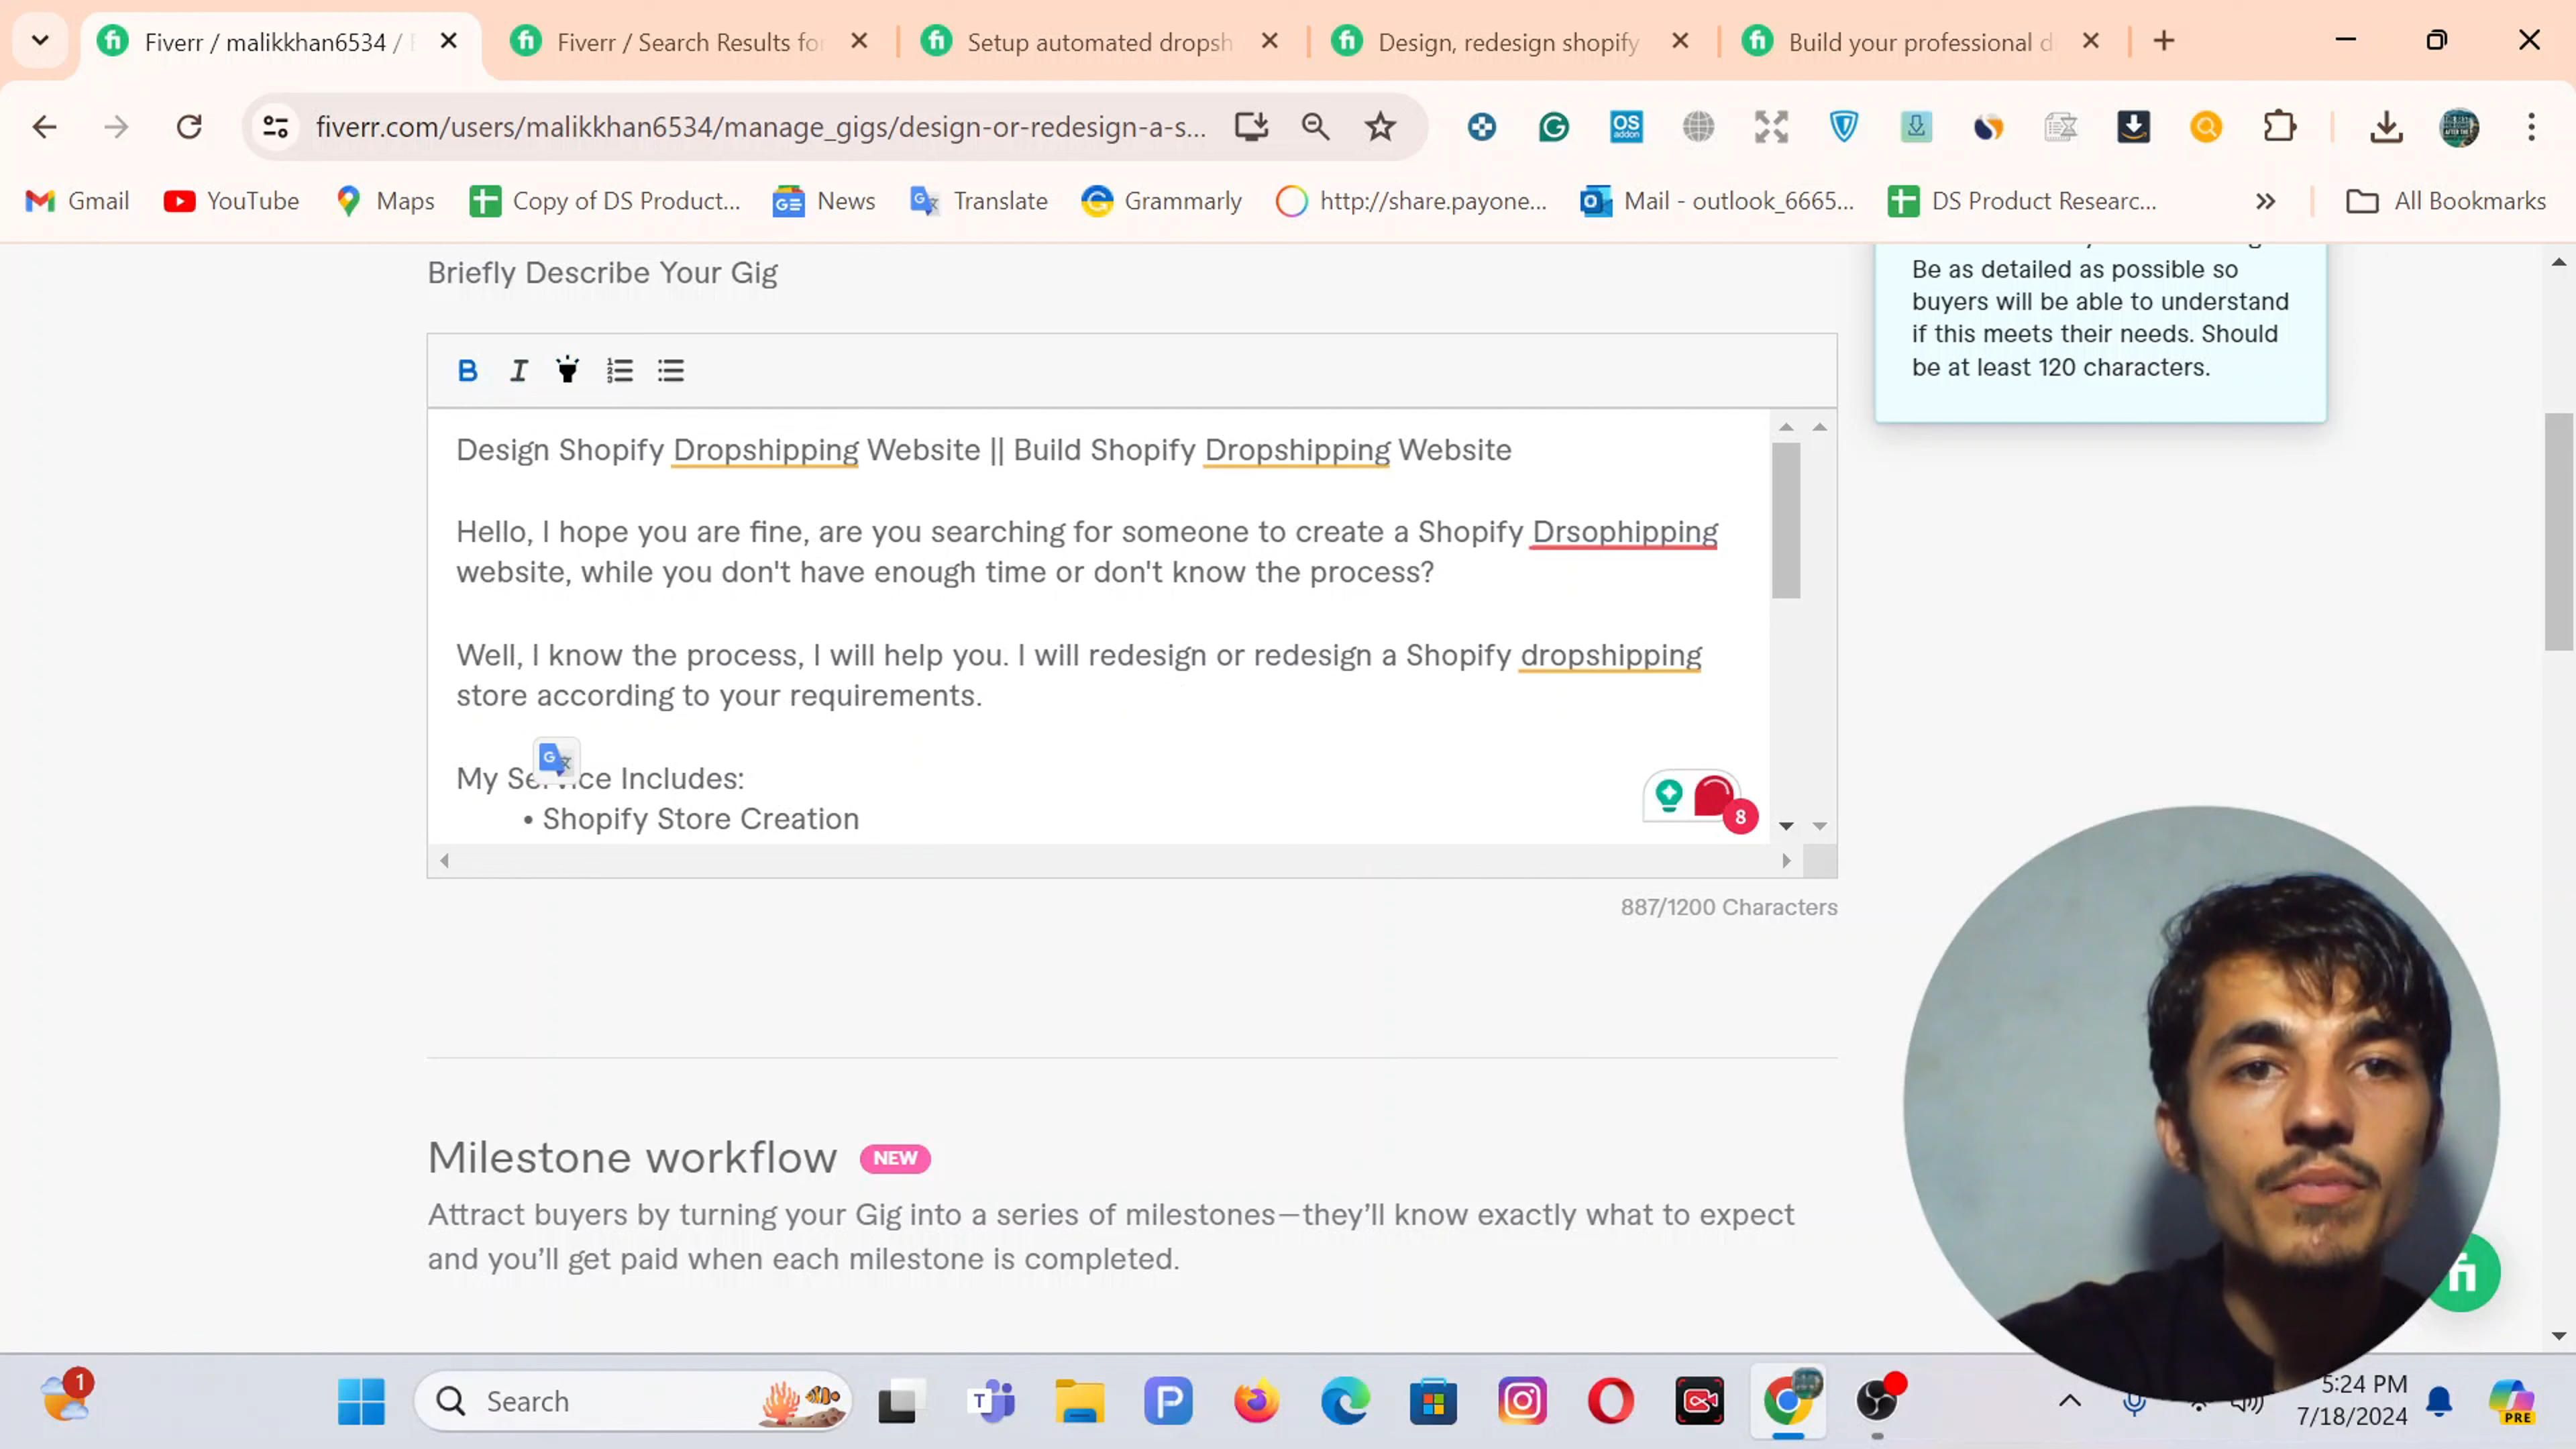 Fiverr / malikkhan6534 /
Fiverr / Search Results for
Setup automated dropsh
Design, redesign shopify
Build your professional d
fiverr.com/users/malikkhan6534/manage_gigs/design-or-redesign-a-s...
OS
addon
Gmail
YouTube
Maps
Copy of DS Product...
News
Translate
Grammarly
http://share.payone...
Mail - outlook_6665...
DS Product Researc...
All Bookmarks
Briefly Describe Your Gig
Be as detailed as possible so
buyers will be able to understand
if this meets their needs. Should
be at least 120 characters.
Design Shopify Dropshipping Website || Build Shopify Dropshipping Website
Hello, I hope you are fine, are you searching for someone to create a Shopify Drsophipping
website, while you don't have enough time or don't know the process?
Well, I know the process, I will help you. I will redesign or redesign a Shopify dropshipping
store according to your requirements.
My Includes:
• Shopify Store Creation
8
887/1200 Characters
Milestone workflow NEW
Attract buyers by turning your Gig into a series of milestones—they'll know exactly what to expect
and you'll get paid when each milestone is completed.
fi
1
Search
5:24 PM
7/18/2024
PRE